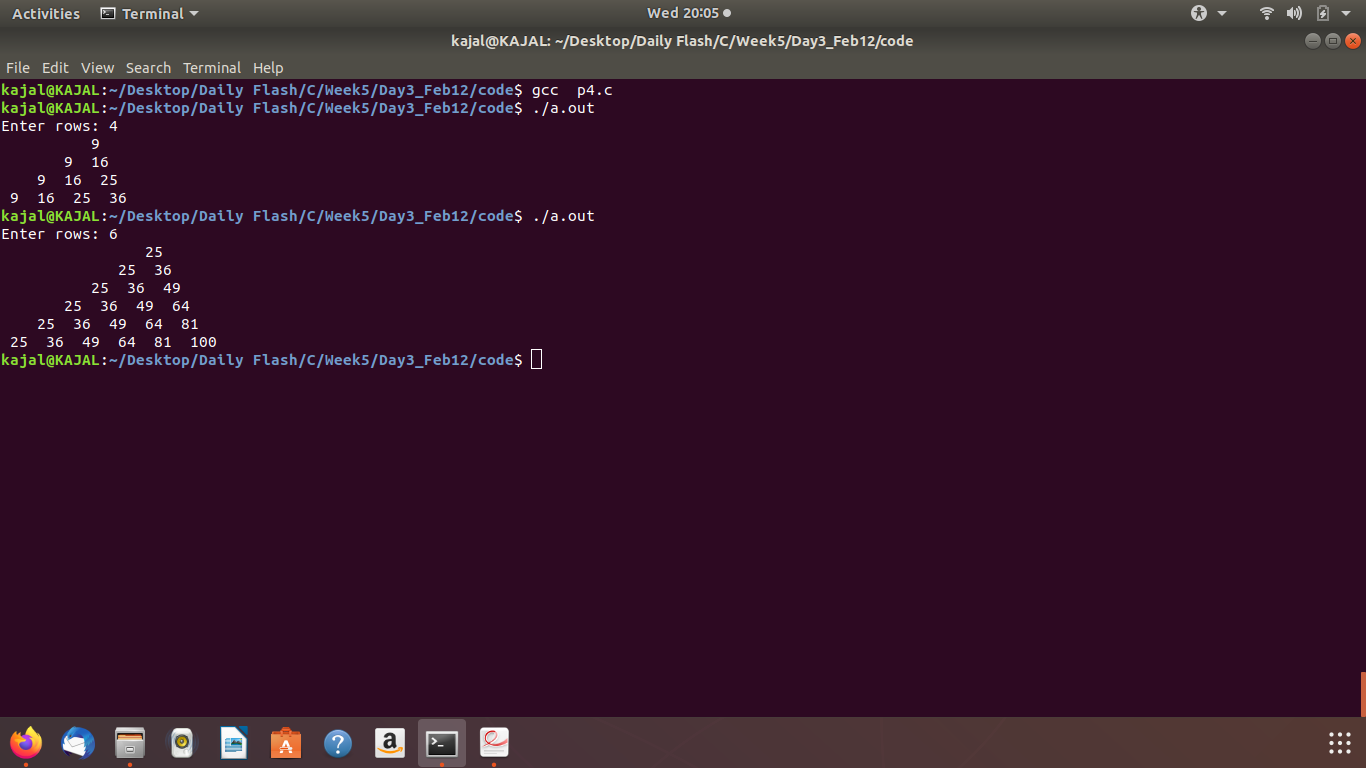 Activities Terminal Wed 20:05
kajal@KAJAL: ~/Desktop/Daily Flash/C/Week5/Day3_Feb12/code
File Edit View Search Terminal Help
kajal@KAJAL:~/Desktop/Daily Flash/C/Week5/Day3_Feb12/code$ gcc  p4.c
kajal@KAJAL:~/Desktop/Daily Flash/C/Week5/Day3_Feb12/code$ ./a.out
Enter rows: 4
          9
       9  16
    9  16  25
 9  16  25  36
kajal@KAJAL:~/Desktop/Daily Flash/C/Week5/Day3_Feb12/code$ ./a.out
Enter rows: 6
                25
             25  36
          25  36  49
       25  36  49  64
    25  36  49  64  81
 25  36  49  64  81  100
kajal@KAJAL:~/Desktop/Daily Flash/C/Week5/Day3_Feb12/code$